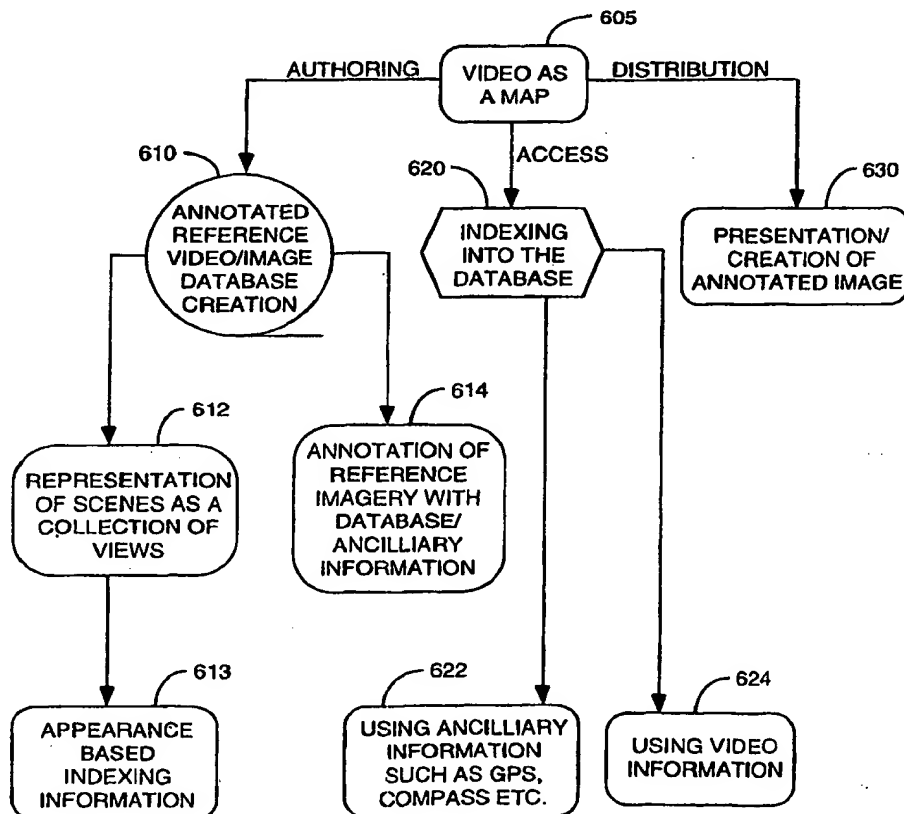 605
AUTHORING
VIDEO AS
A MAP
DISTRIBUTION
610
ACCESS
620
630
ANNOTATED
REFERENCE
VIDEO/IMAGE
DATABASE
CREATION
INDEXING
INTO THE
DATABASE
PRESENTATION/
CREATION OF
ANNOTATED IMAGE
612
614
REPRESENTATION
OF SCENES AS A
COLLECTION OF
VIEWS
ANNOTATION OF
REFERENCE
IMAGERY WITH
DATABASE/
ANCILLIARY
INFORMATION
613
622
624
APPEARANCE
BASED
INDEXING
INFORMATION
USING ANCILLIARY
INFORMATION
SUCH AS GPS,
COMPASS ETC.
USING VIDEO
INFORMATION